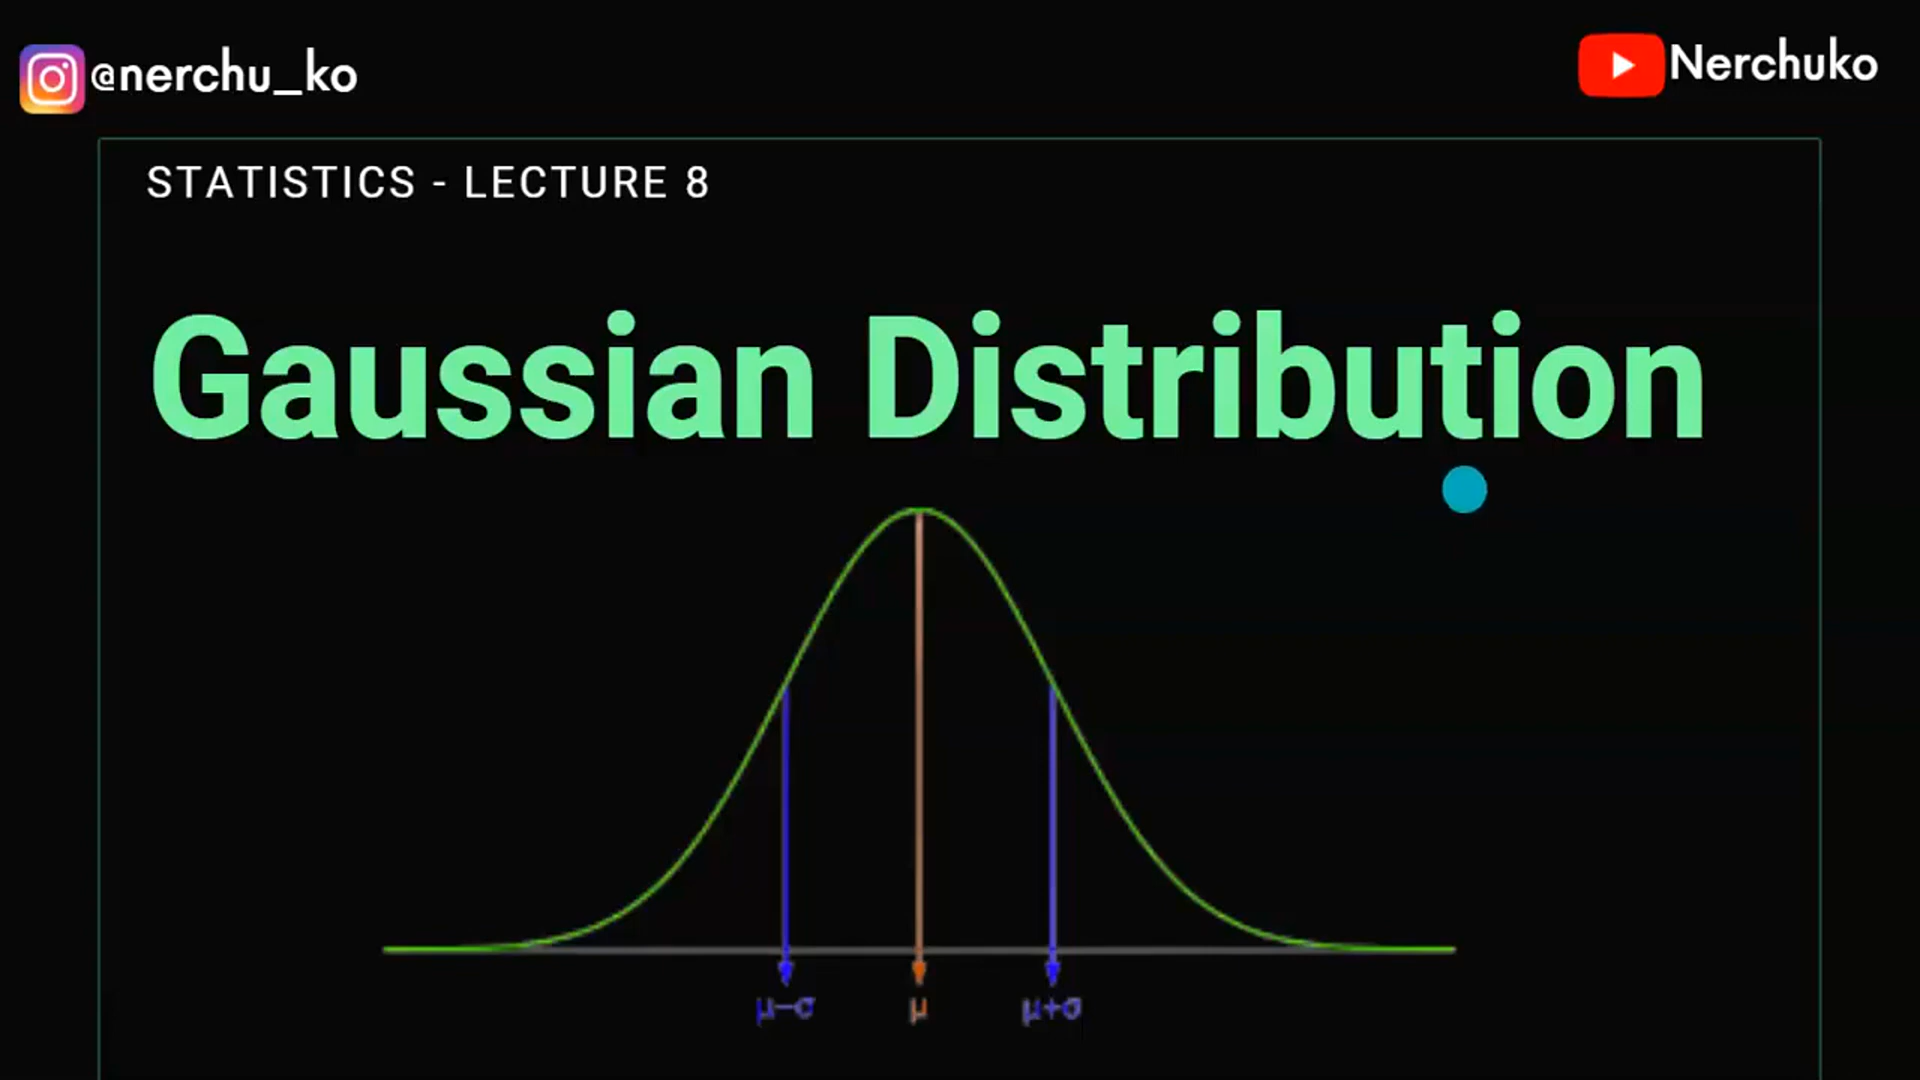 @nerchu_ko
Nerchuko
STATISTICS - LECTURE 8
Gaussian Distribution
μ−σ μ μ+σ